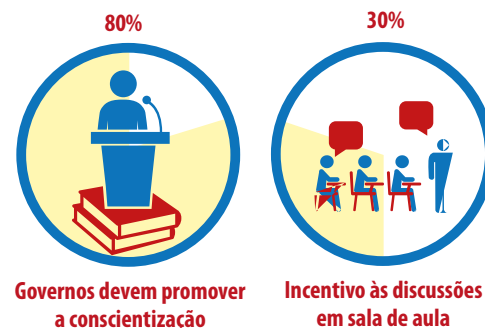 80%
30%
Governos devem promover
a conscientização
Incentivo às discussões
em sala de aula